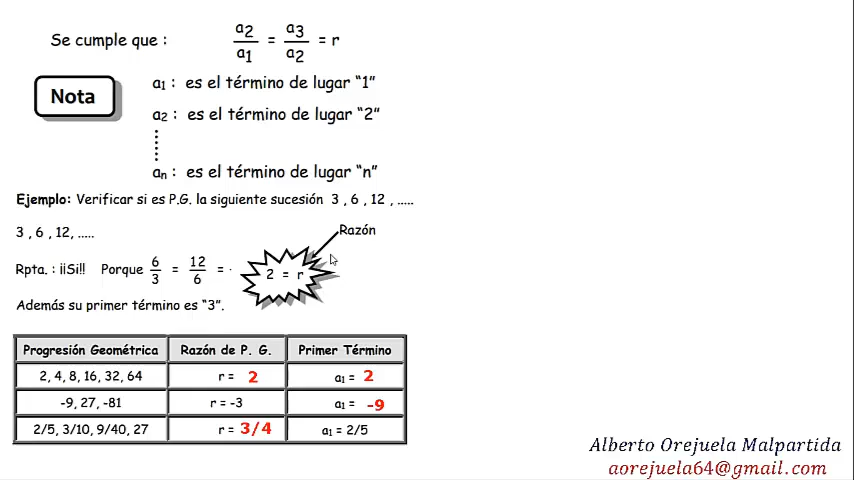 Se cumple que : a2/a1 = a3/a2 = r
Nota
a1 : es el término de lugar “1”
a2 : es el término de lugar “2”
an : es el término de lugar “n”
Ejemplo: Verificar si es P.G. la siguiente sucesión 3 , 6 , 12 , .....
3 , 6 , 12, .....
Razón
Rpta. : ¡¡Si!! Porque 6/3 = 12/6 = · 2 = r
Además su primer término es “3”.
Progresión Geométrica Razón de P. G. Primer Término
2, 4, 8, 16, 32, 64 r = 2 a1 = 2
-9, 27, -81 r = -3 a1 = -9
2/5, 3/10, 9/40, 27 r = 3/4 a1 = 2/5
Alberto Orejuela Malpartida
aorejuela64@gmail.com